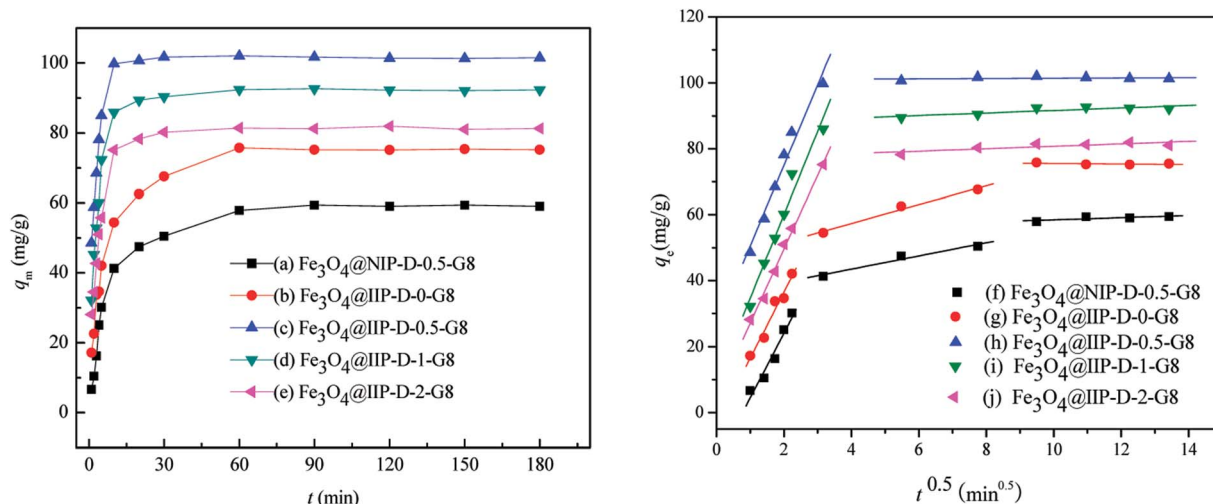 100
80
60
40
20
0
q_m (mg/g)
(a) Fe3O4@NIP-D-0.5-G8
(b) Fe3O4@IIP-D-0-G8
(c) Fe3O4@IIP-D-0.5-G8
(d) Fe3O4@IIP-D-1-G8
(e) Fe3O4@IIP-D-2-G8
0 30 60 90 120 150 180
t (min)
120
100
80
60
40
20
0
q_e (mg/g)
(f) Fe3O4@NIP-D-0.5-G8
(g) Fe3O4@IIP-D-0-G8
(h) Fe3O4@IIP-D-0.5-G8
(i) Fe3O4@IIP-D-1-G8
(j) Fe3O4@IIP-D-2-G8
0 2 4 6 8 10 12 14
t^0.5 (min^0.5)